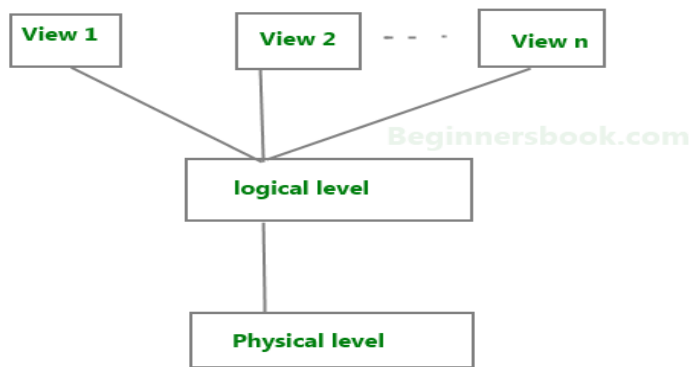 View 1
View 2
View n
Beginnersbook.com
logical level
Physical level